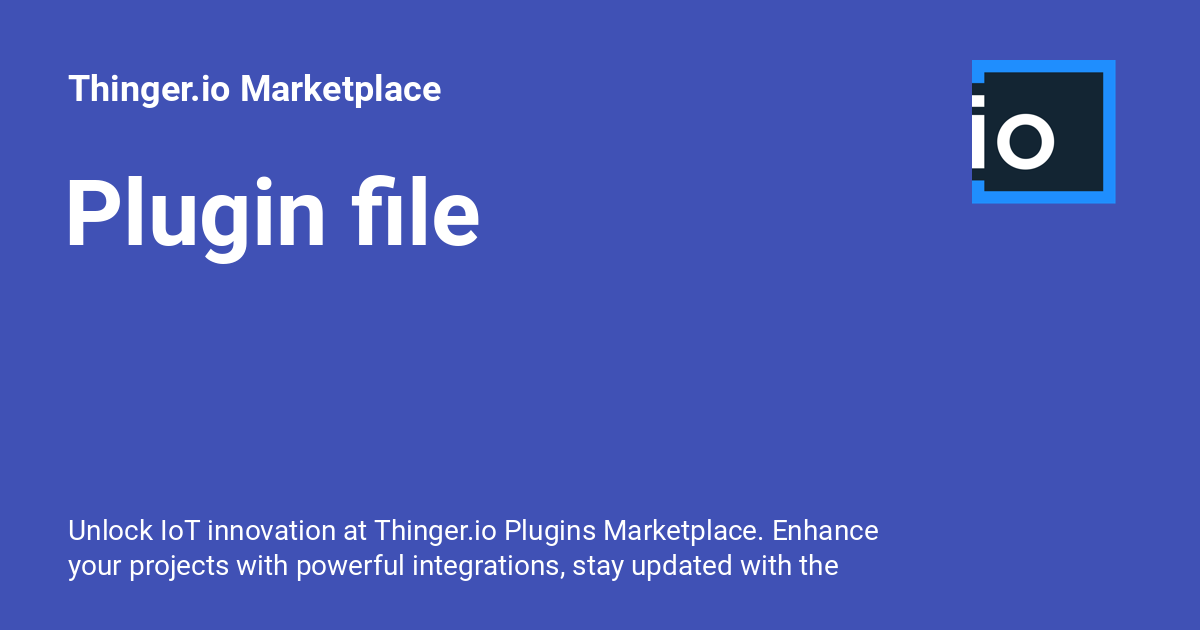 Thinger.io Marketplace
io
Plugin file
Unlock IoT innovation at Thinger.io Plugins Marketplace. Enhance
your projects with powerful integrations, stay updated with the